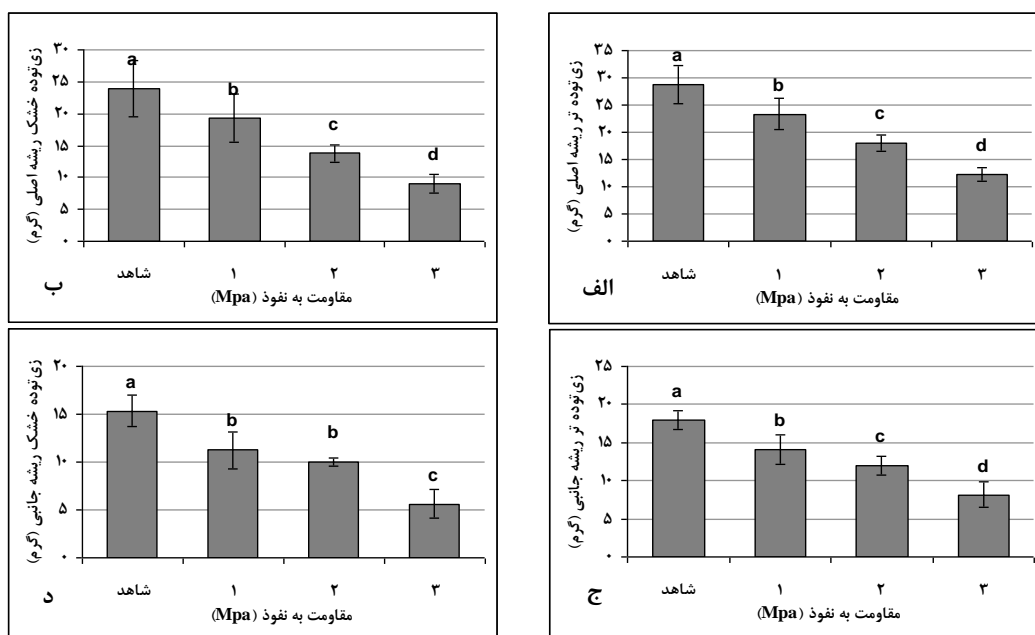 زی‌توده تر ریشه اصلی (گرم)
۳۵
۳۰
۲۵
۲۰
۱۵
۱۰
۵
۰
a
b
c
d
شاهد ۱ ۲ ۳
مقاومت به نفوذ (Mpa)
الف
زی‌توده خشک ریشه اصلی (گرم)
۳۰
۲۵
۲۰
۱۵
۱۰
۵
۰
a
b
c
d
شاهد ۱ ۲ ۳
مقاومت به نفوذ (Mpa)
ب
زی‌توده تر ریشه جانبی (گرم)
۲۵
۲۰
۱۵
۱۰
۵
۰
a
b
c
d
شاهد ۱ ۲ ۳
مقاومت به نفوذ (Mpa)
ج
زی‌توده خشک ریشه جانبی (گرم)
۲۰
۱۵
۱۰
۵
۰
a
b
b
c
شاهد ۱ ۲ ۳
مقاومت به نفوذ (Mpa)
د